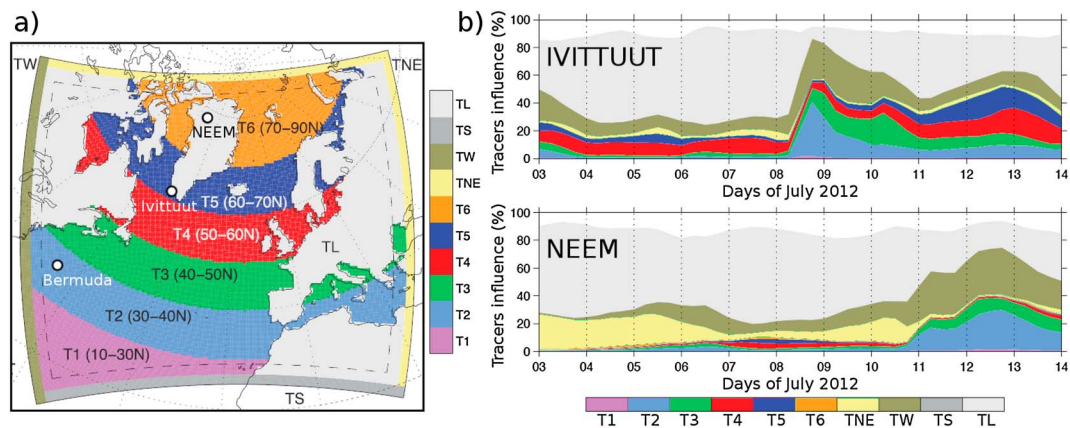 a)
TW
TNE
NEEM
T6 (70–90N)
Ivittuut
T5 (60–70N)
T4 (50–60N)
TL
T3 (40–50N)
Bermuda
T2 (30–40N)
T1 (10–30N)
TS
TL
TS
TW
TNE
T6
T5
T4
T3
T2
T1
b)
IVITTUUT
Tracers influence (%)
100
80
60
40
20
0
03 04 05 06 07 08 09 10 11 12 13 14
Days of July 2012
NEEM
Tracers influence (%)
100
80
60
40
20
0
03 04 05 06 07 08 09 10 11 12 13 14
Days of July 2012
T1 T2 T3 T4 T5 T6 TNE TW TS TL